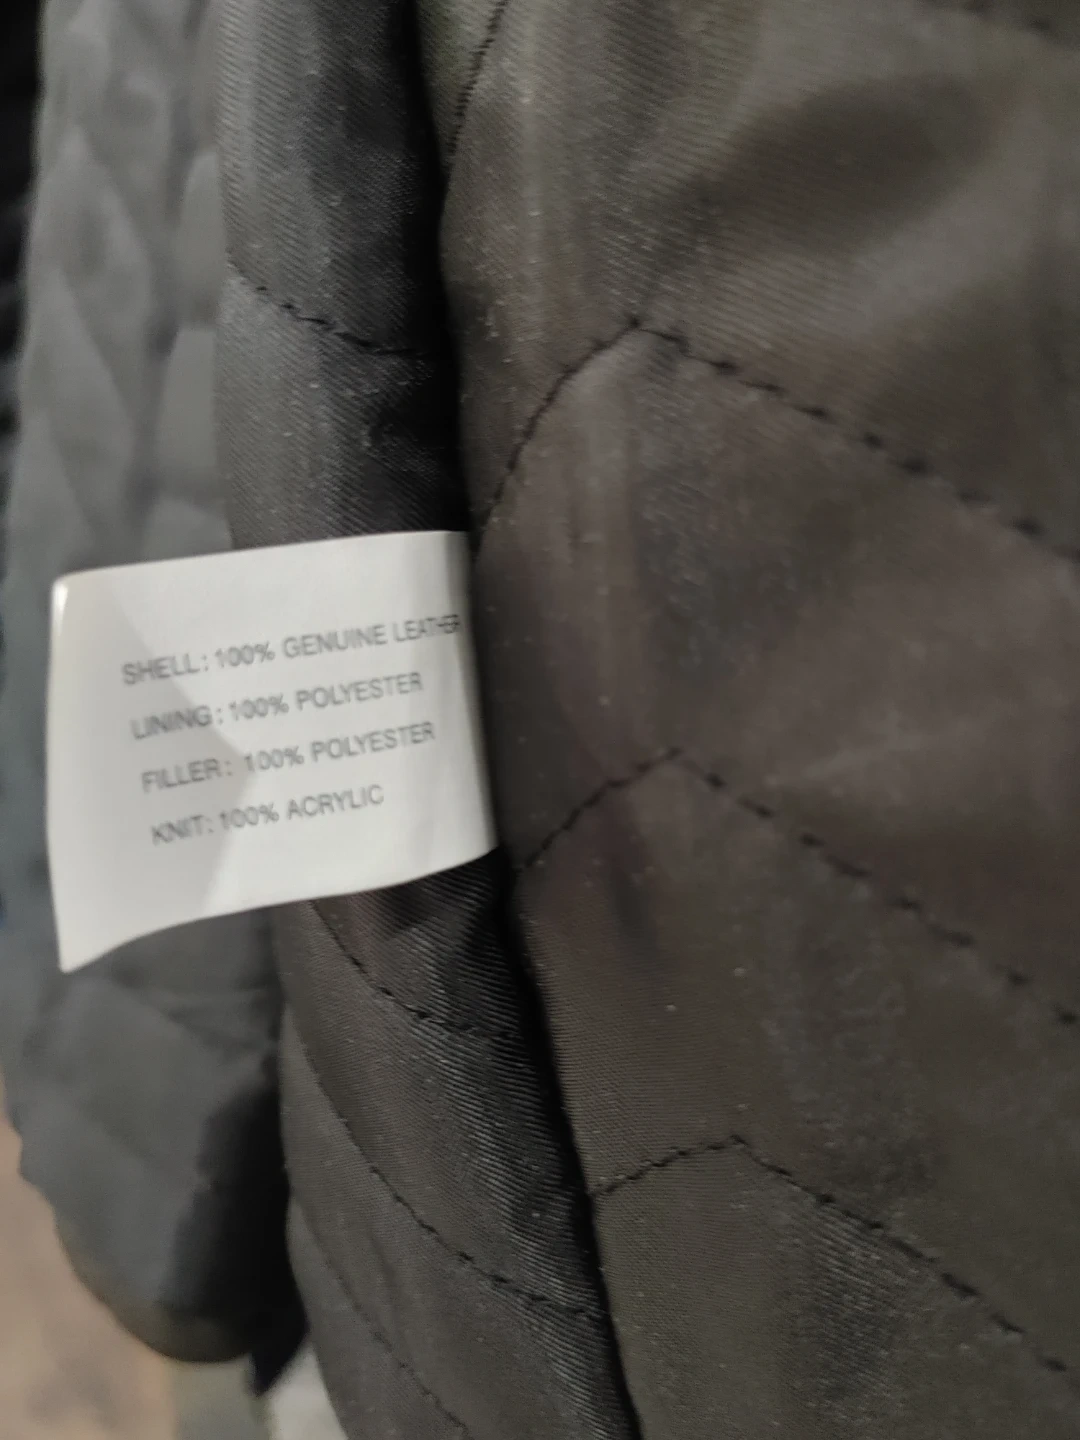 SHELL: 100% GENUINE LEATHER
LINING: 100% POLYESTER
FILLER: 100% POLYESTER
KNIT: 100% ACRYLIC